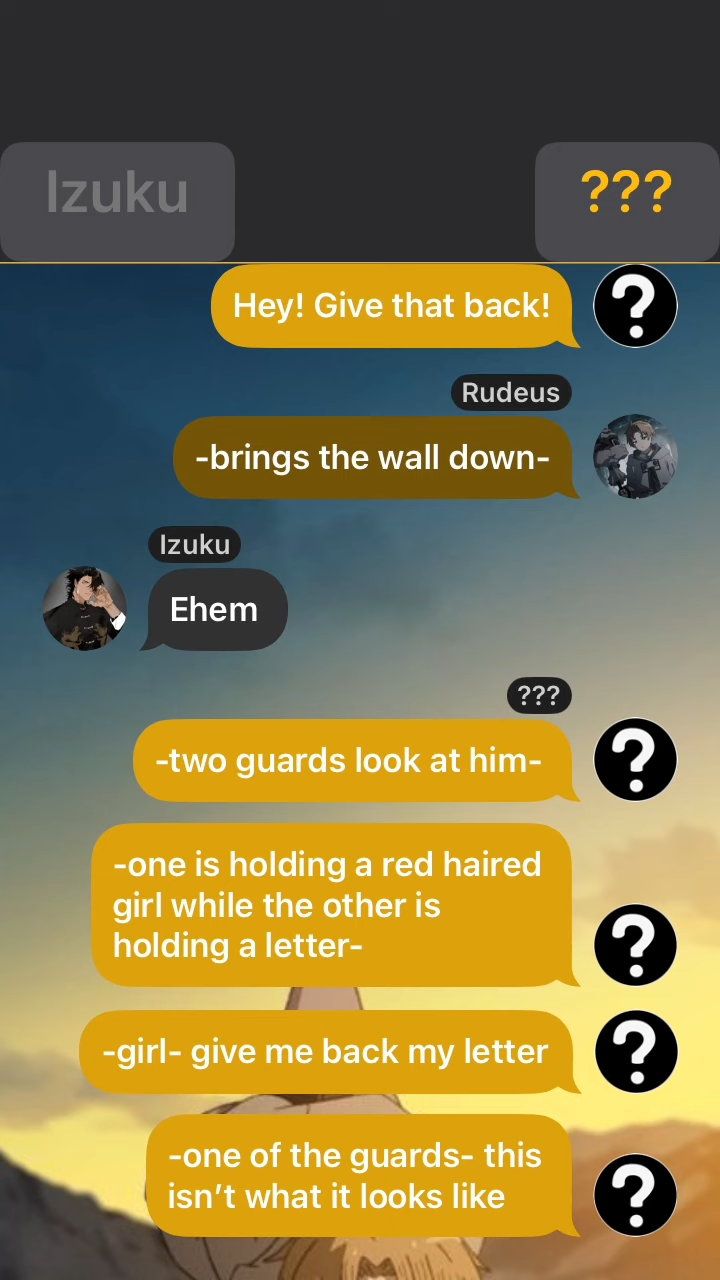 Izuku
???
Hey! Give that back!
Rudeus
-brings the wall down-
Izuku
Ehem
???
-two guards look at him-
-one is holding a red haired
girl while the other is
holding a letter-
-girl- give me back my letter
-one of the guards- this
isn’t what it looks like